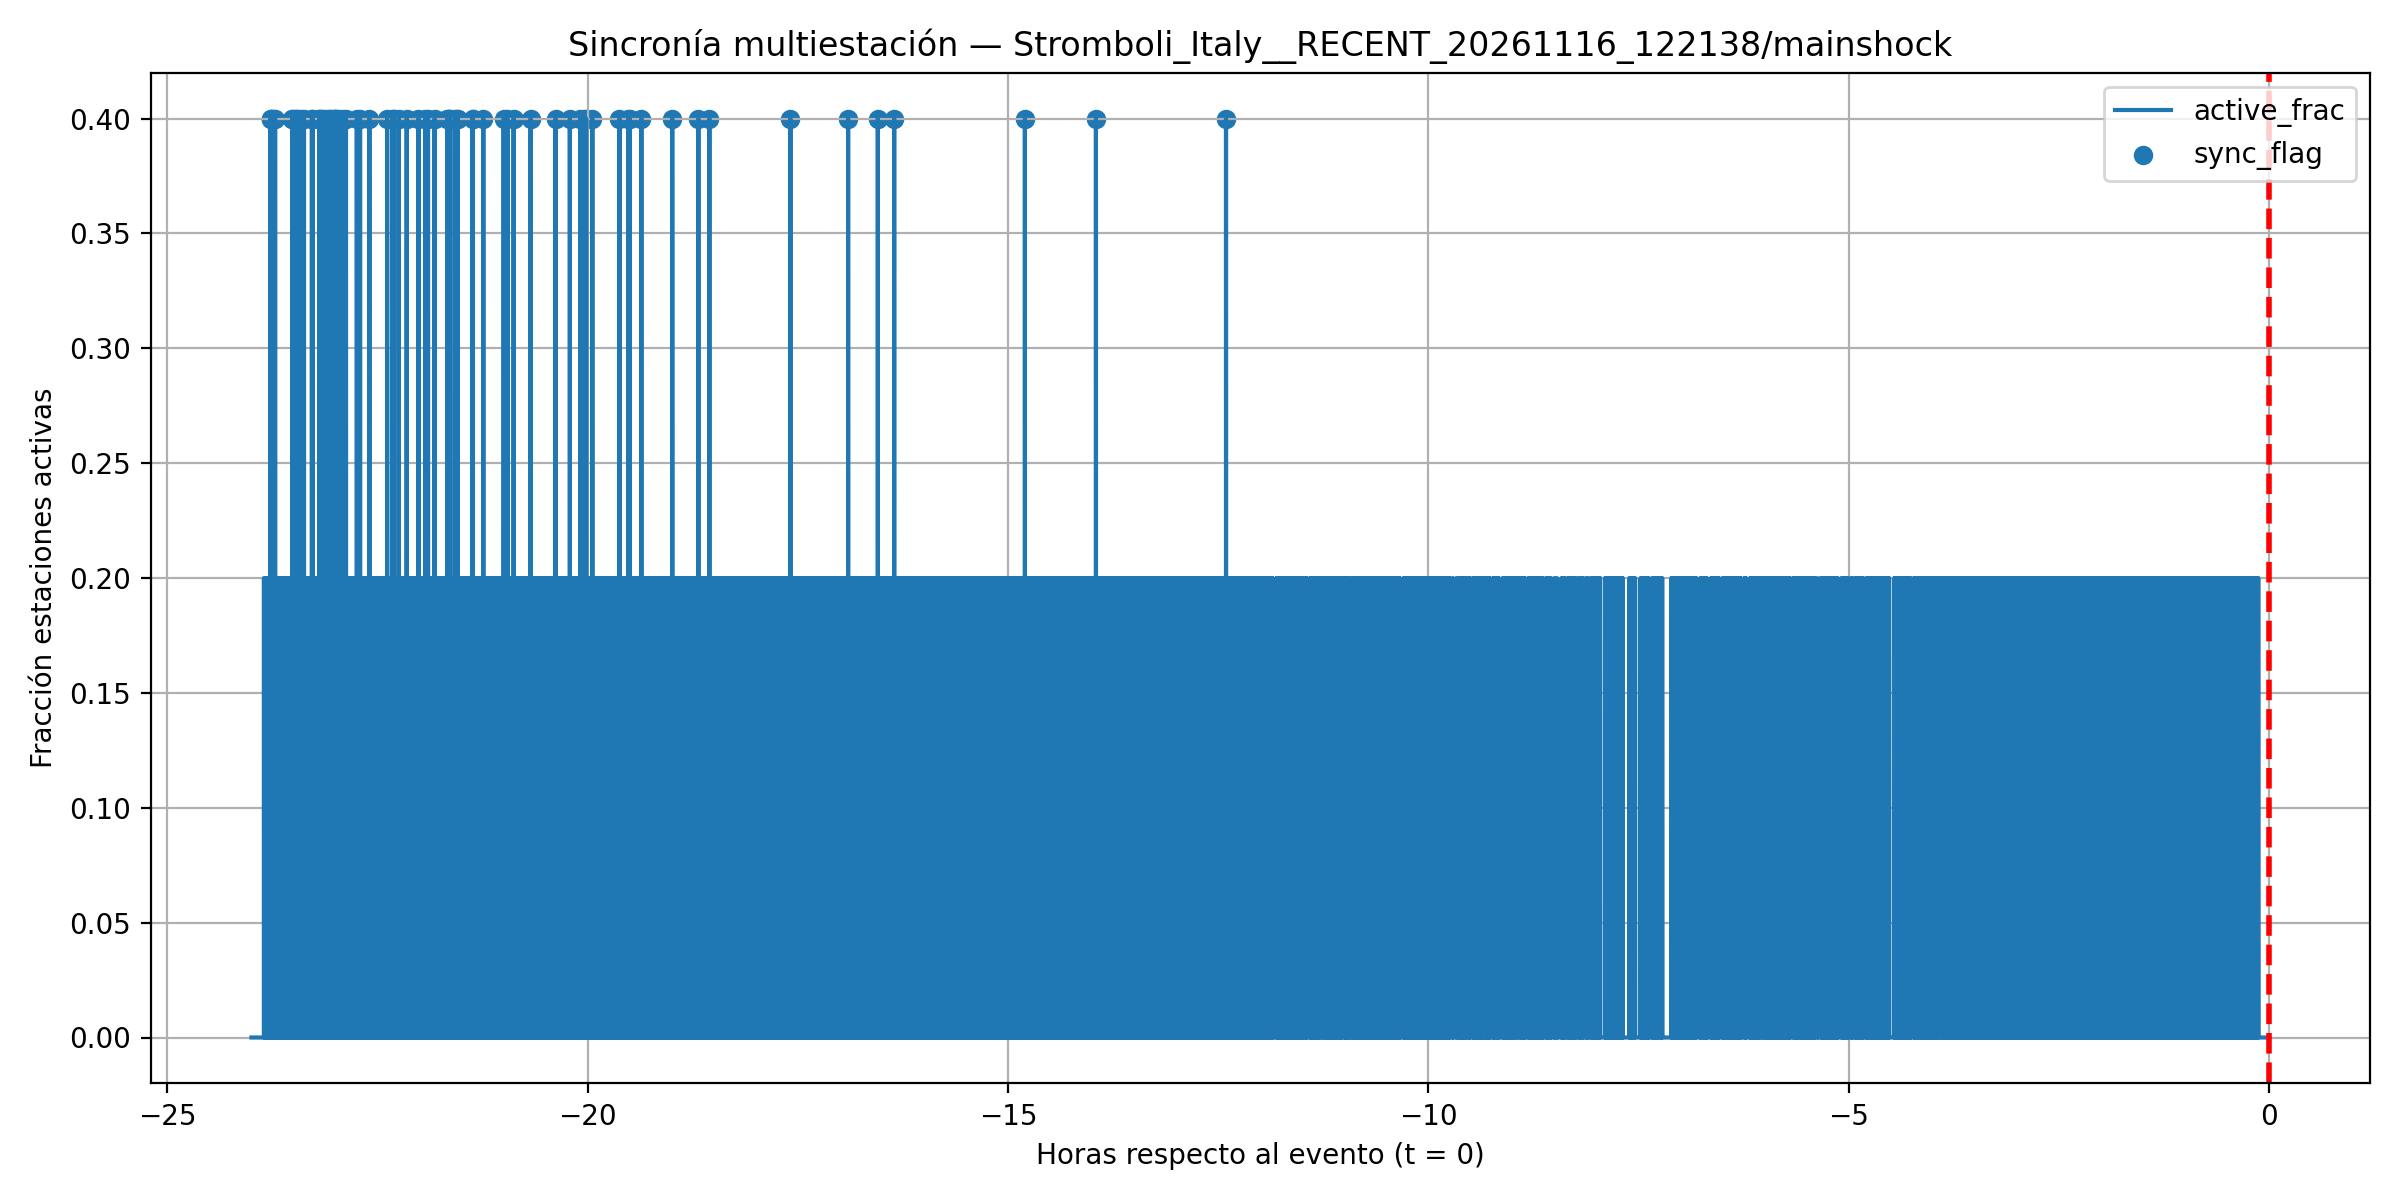 Sincronía multiestación — Stromboli_Italy__RECENT_20261116_122138/mainshock
active_frac
sync_flag
Fracción estaciones activas
0.40
0.35
0.30
0.25
0.20
0.15
0.10
0.05
0.00
−25 −20 −15 −10 −5 0
Horas respecto al evento (t = 0)